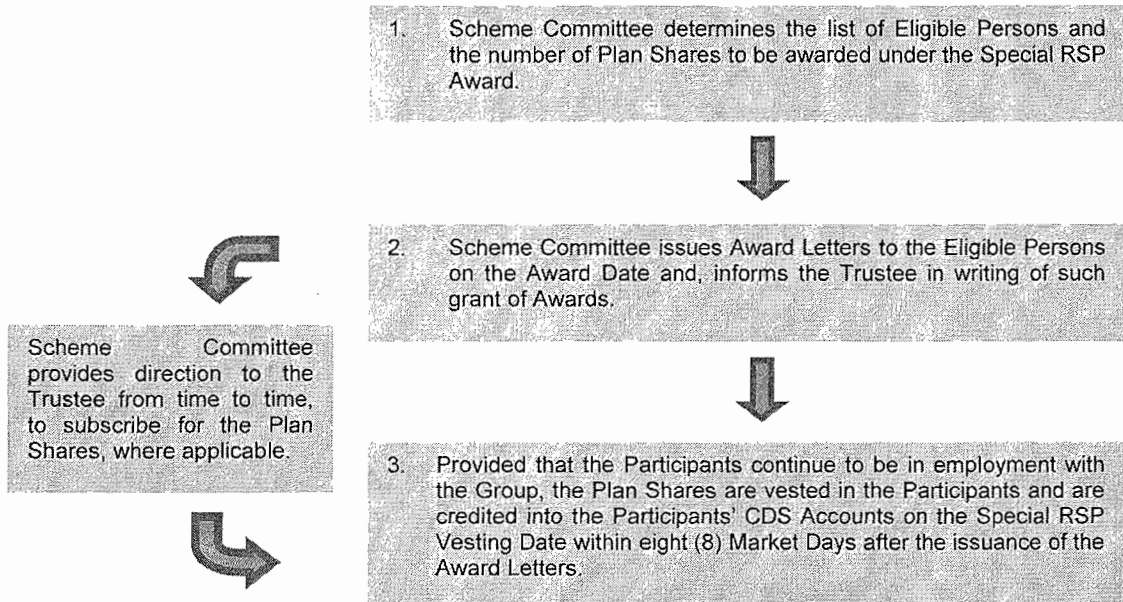 1. Scheme Committee determines the list of Eligible Persons and
the number of Plan Shares to be awarded under the Special RSP
Award.
2. Scheme Committee issues Award Letters to the Eligible Persons
on the Award Date and, informs the Trustee in writing of such
grant of Awards.
Scheme Committee
provides direction to the
Trustee from time to time,
to subscribe for the Plan
Shares, where applicable.
3. Provided that the Participants continue to be in employment with
the Group, the Plan Shares are vested in the Participants and are
credited into the Participants' CDS Accounts on the Special RSP
Vesting Date within eight (8) Market Days after the issuance of the
Award Letters.